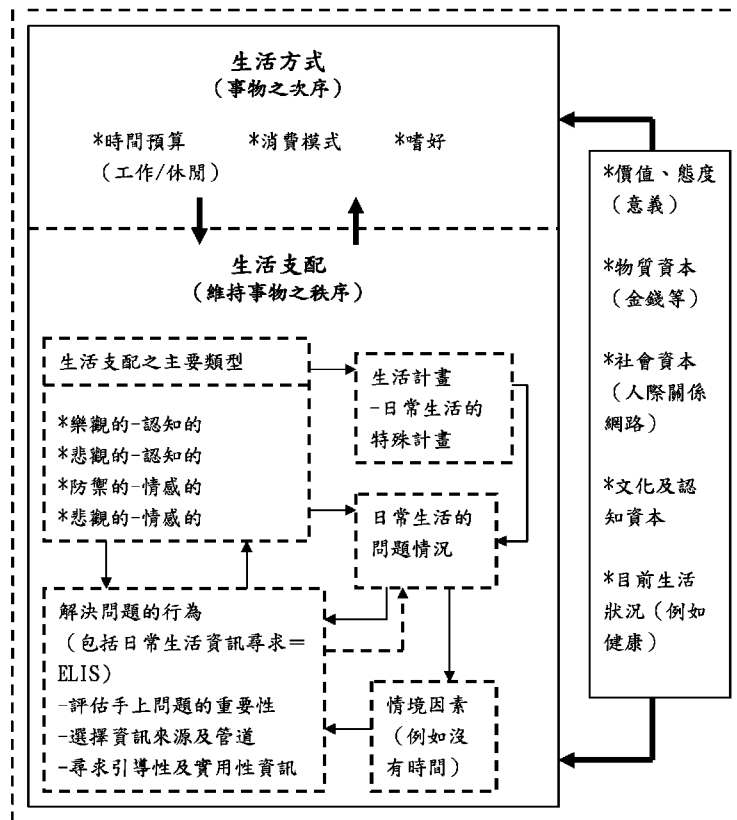 生活方式
（事物之次序）
*時間預算
（工作/休閒）
*消費模式
*嗜好
生活支配
（維持事物之秩序）
生活支配之主要類型
*樂觀的-認知的
*悲觀的-認知的
*防禦的-情感的
*悲觀的-情感的
生活計畫
-日常生活的
特殊計畫
日常生活的
問題情況
解決問題的行為
（包括日常生活資訊尋求＝
ELIS）
-評估手上問題的重要性
-選擇資訊來源及管道
-尋求引導性及實用性資訊
情境因素
（例如沒
有時間）
*價值、態度
（意義）
*物質資本
（金錢等）
*社會資本
（人際關係
網路）
*文化及認
知資本
*目前生活
狀況（例如
健康）